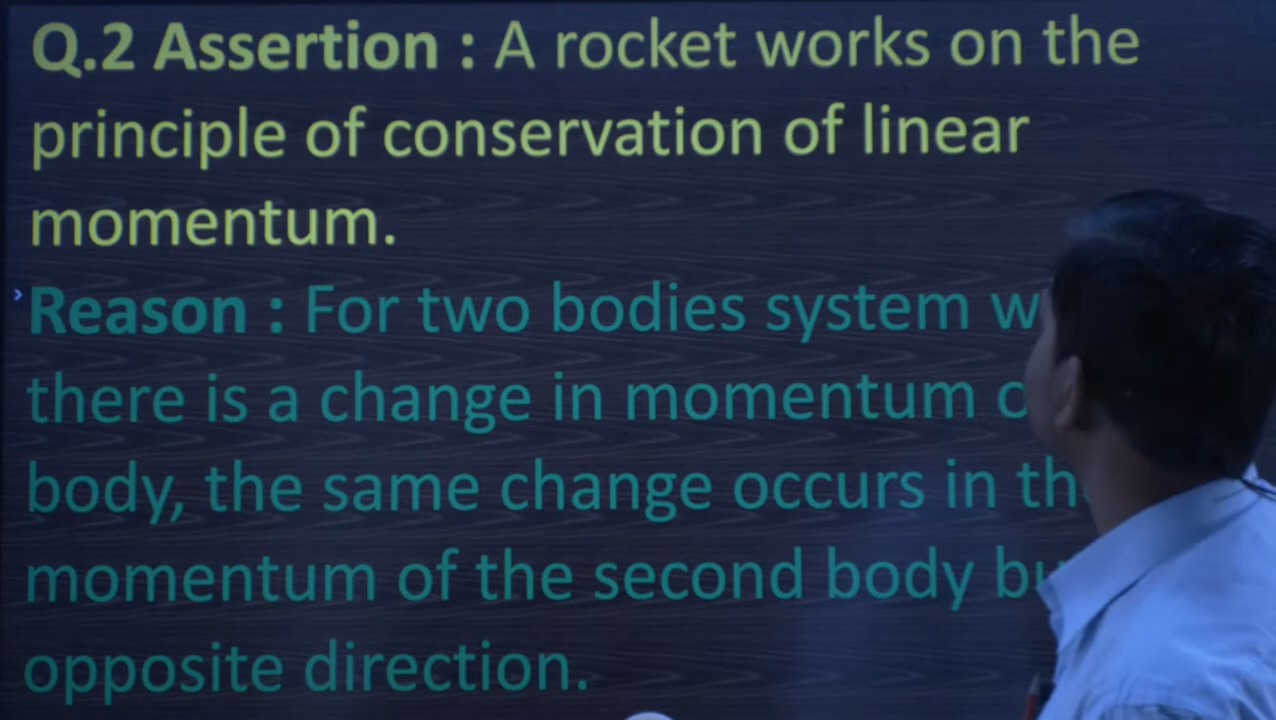 Q.2 Assertion : A rocket works on the
principle of conservation of linear
momentum.
Reason : For two bodies system
there is a change in momentum
body, the same change occurs in
momentum of the second body
opposite direction.